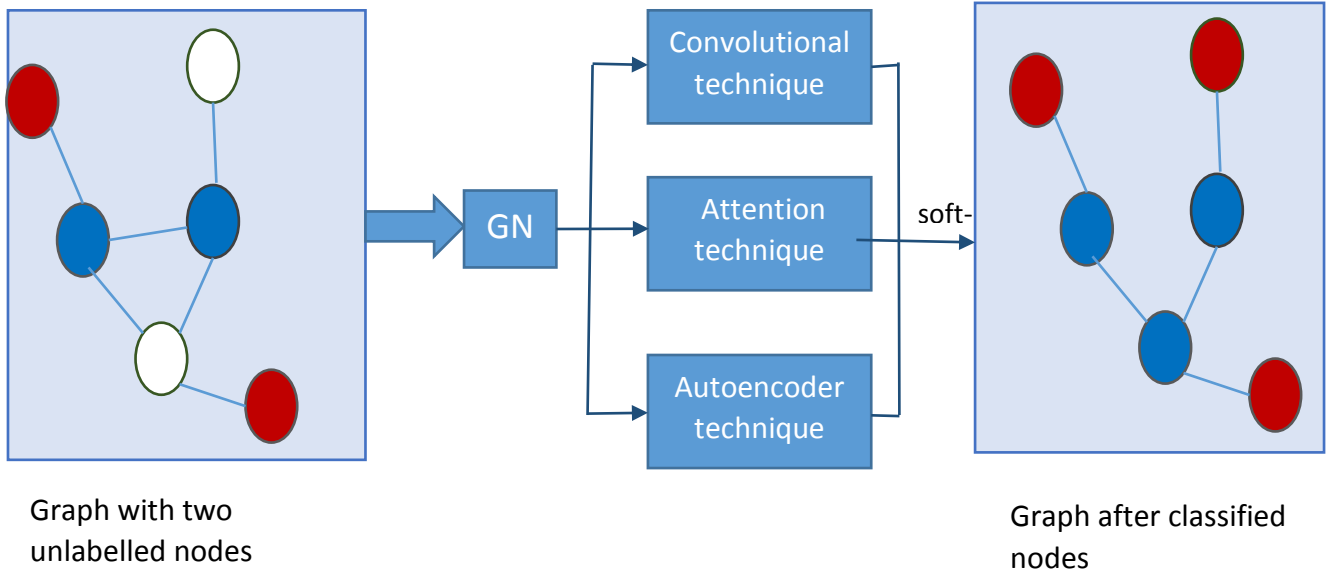 Convolutional
technique
GN
Attention
technique
soft-
Autoencoder
technique
Graph with two
unlabelled nodes
Graph after classified
nodes